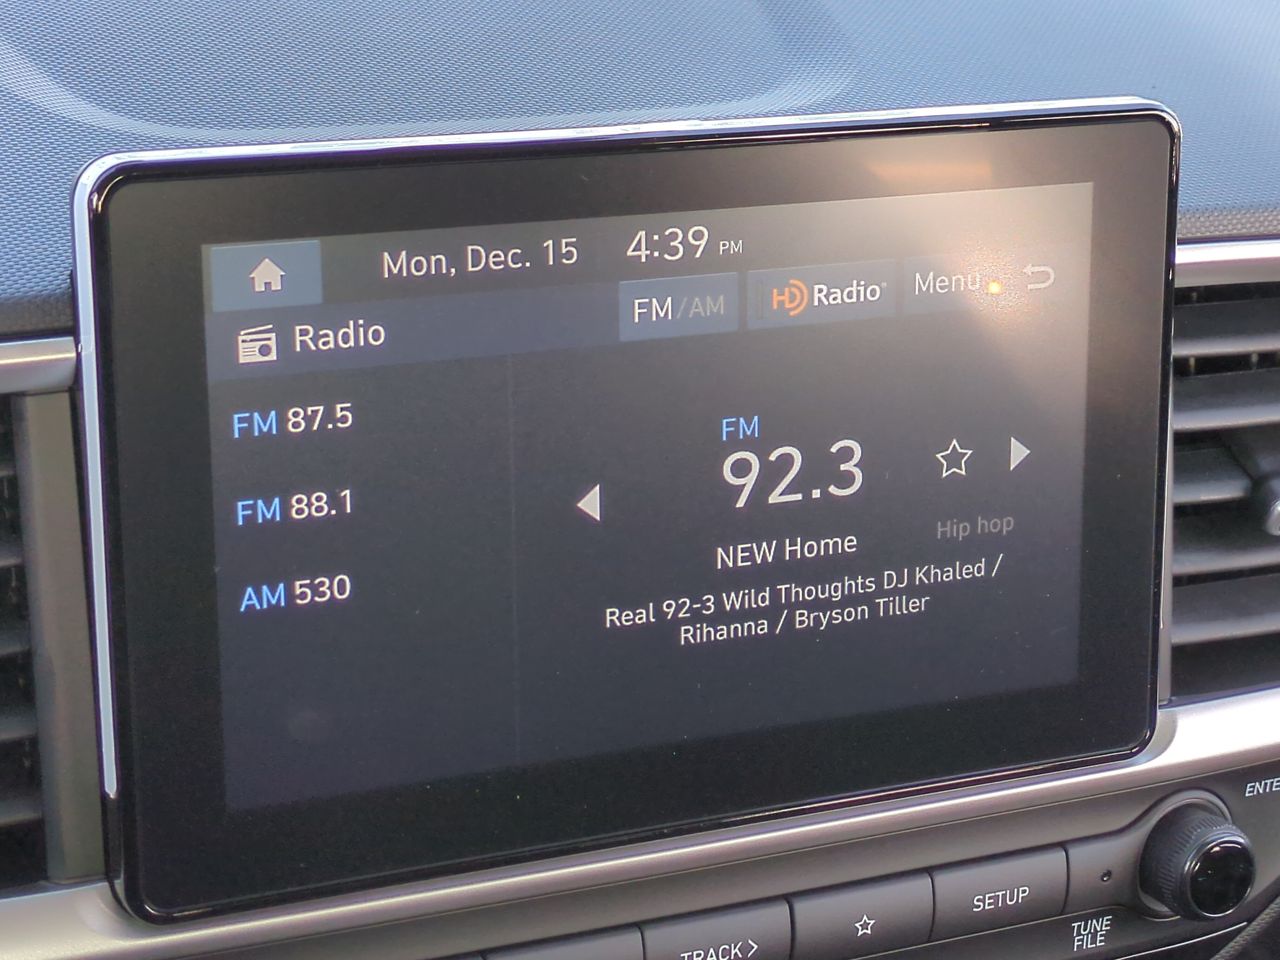 Mon, Dec. 15 4:39 PM
Radio FM/AM HD Radio Menu
FM 87.5
FM 88.1
AM 530
FM
92.3
Hip hop
NEW Home
Real 92-3 Wild Thoughts DJ Khaled /
Rihanna / Bryson Tiller
ENTE
SETUP
TRACK >
TUNE
FILE